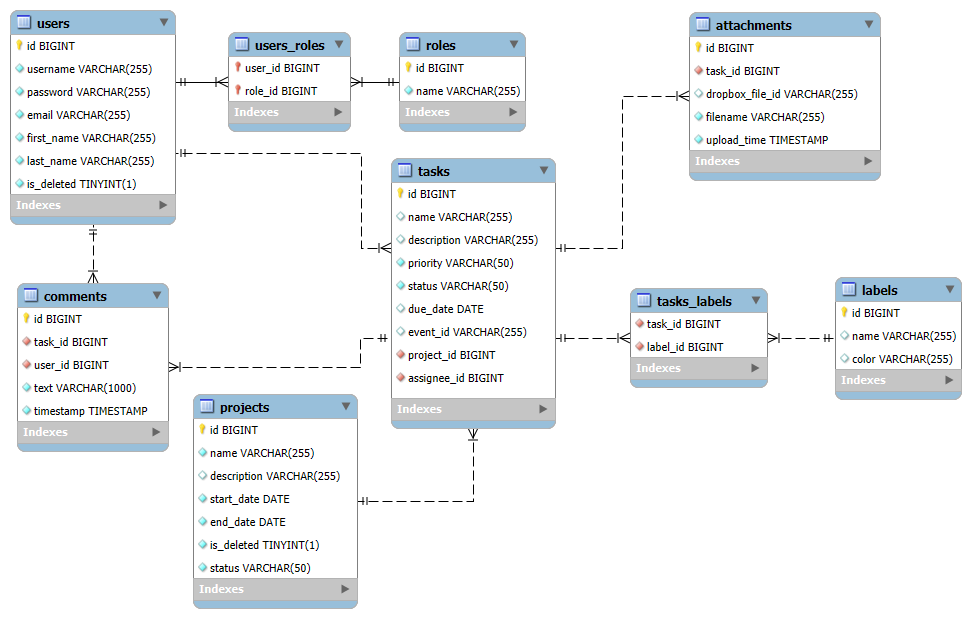 users
id BIGINT
username VARCHAR(255)
password VARCHAR(255)
email VARCHAR(255)
first_name VARCHAR(255)
last_name VARCHAR(255)
is_deleted TINYINT(1)
Indexes
users_roles
user_id BIGINT
role_id BIGINT
Indexes
roles
id BIGINT
name VARCHAR(255)
Indexes
attachments
id BIGINT
task_id BIGINT
dropbox_file_id VARCHAR(255)
filename VARCHAR(255)
upload_time TIMESTAMP
Indexes
tasks
id BIGINT
name VARCHAR(255)
description VARCHAR(255)
priority VARCHAR(50)
status VARCHAR(50)
due_date DATE
event_id VARCHAR(255)
project_id BIGINT
assignee_id BIGINT
Indexes
comments
id BIGINT
task_id BIGINT
user_id BIGINT
text VARCHAR(1000)
timestamp TIMESTAMP
Indexes
tasks_labels
task_id BIGINT
label_id BIGINT
Indexes
labels
id BIGINT
name VARCHAR(255)
color VARCHAR(255)
Indexes
projects
id BIGINT
name VARCHAR(255)
description VARCHAR(255)
start_date DATE
end_date DATE
is_deleted TINYINT(1)
status VARCHAR(50)
Indexes